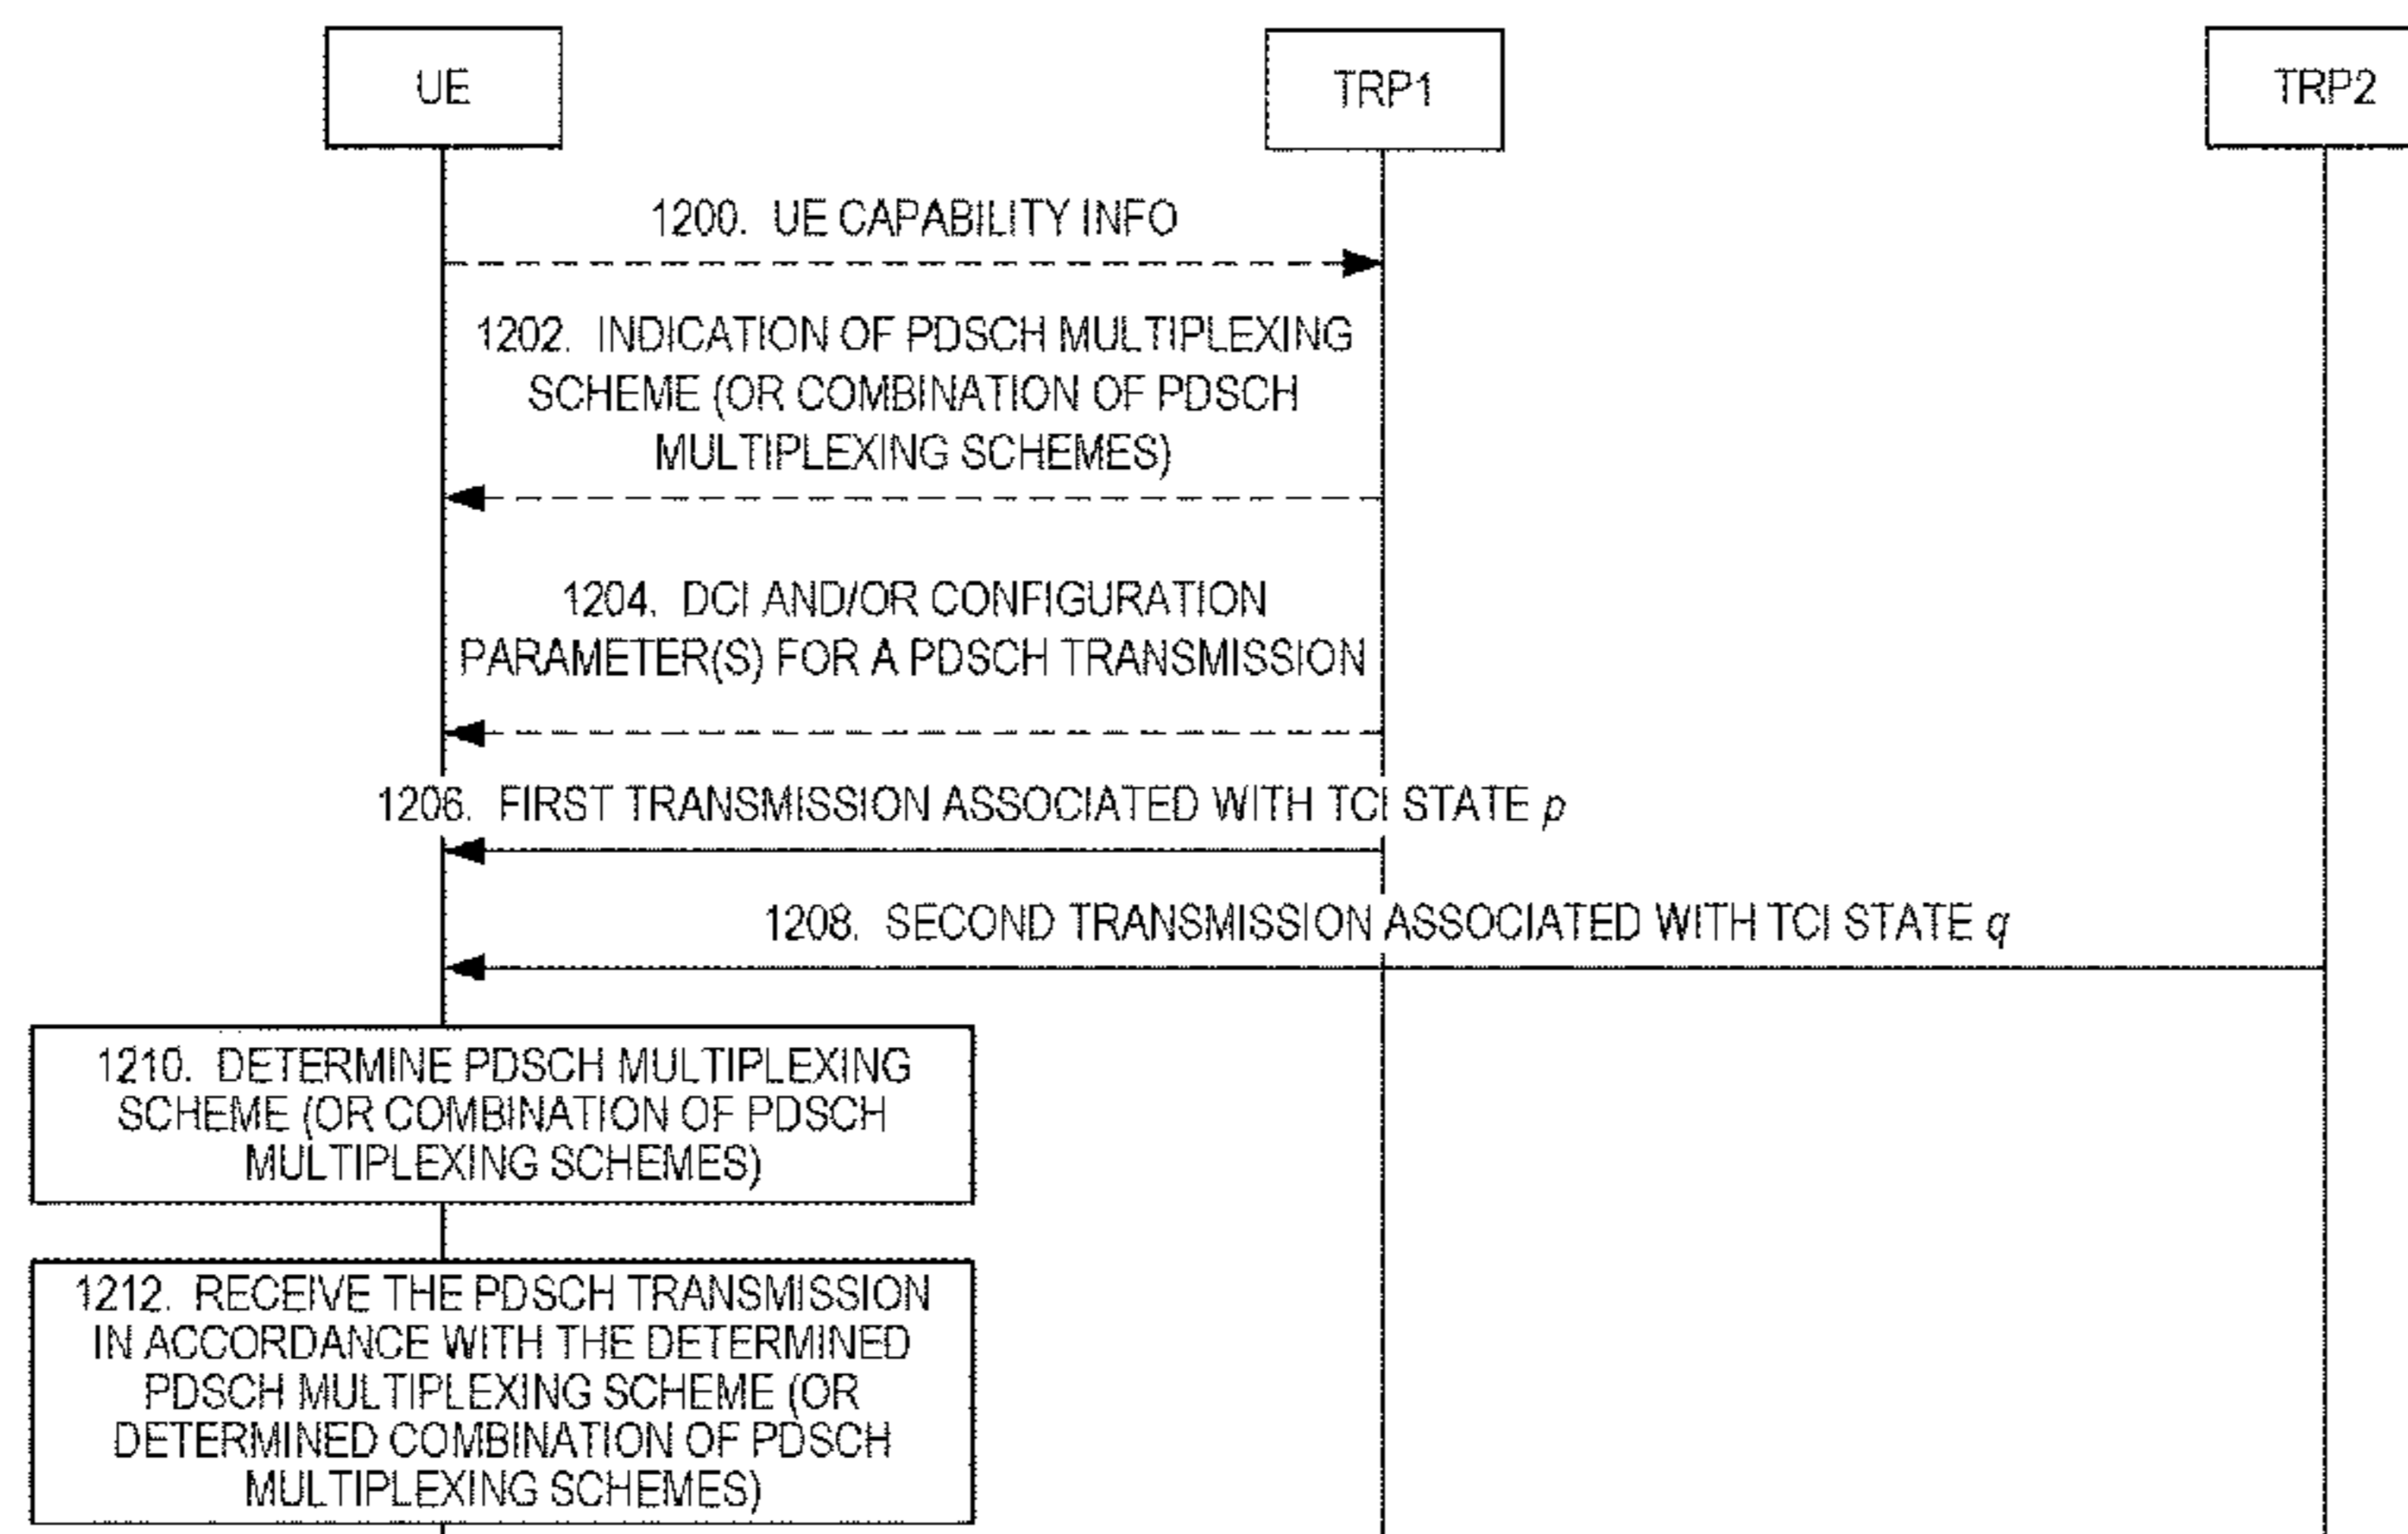 UE
TRP1
TRP2
1200. UE CAPABILITY INFO
1202. INDICATION OF PDSCH MULTIPLEXING
SCHEME (OR COMBINATION OF PDSCH
MULTIPLEXING SCHEMES)
1204. DCI AND/OR CONFIGURATION
PARAMETER(S) FOR A PDSCH TRANSMISSION
1206. FIRST TRANSMISSION ASSOCIATED WITH TCI STATE p
1208. SECOND TRANSMISSION ASSOCIATED WITH TCI STATE q
1210. DETERMINE PDSCH MULTIPLEXING
SCHEME (OR COMBINATION OF PDSCH
MULTIPLEXING SCHEMES)
1212. RECEIVE THE PDSCH TRANSMISSION
IN ACCORDANCE WITH THE DETERMINED
PDSCH MULTIPLEXING SCHEME (OR
DETERMINED COMBINATION OF PDSCH
MULTIPLEXING SCHEMES)